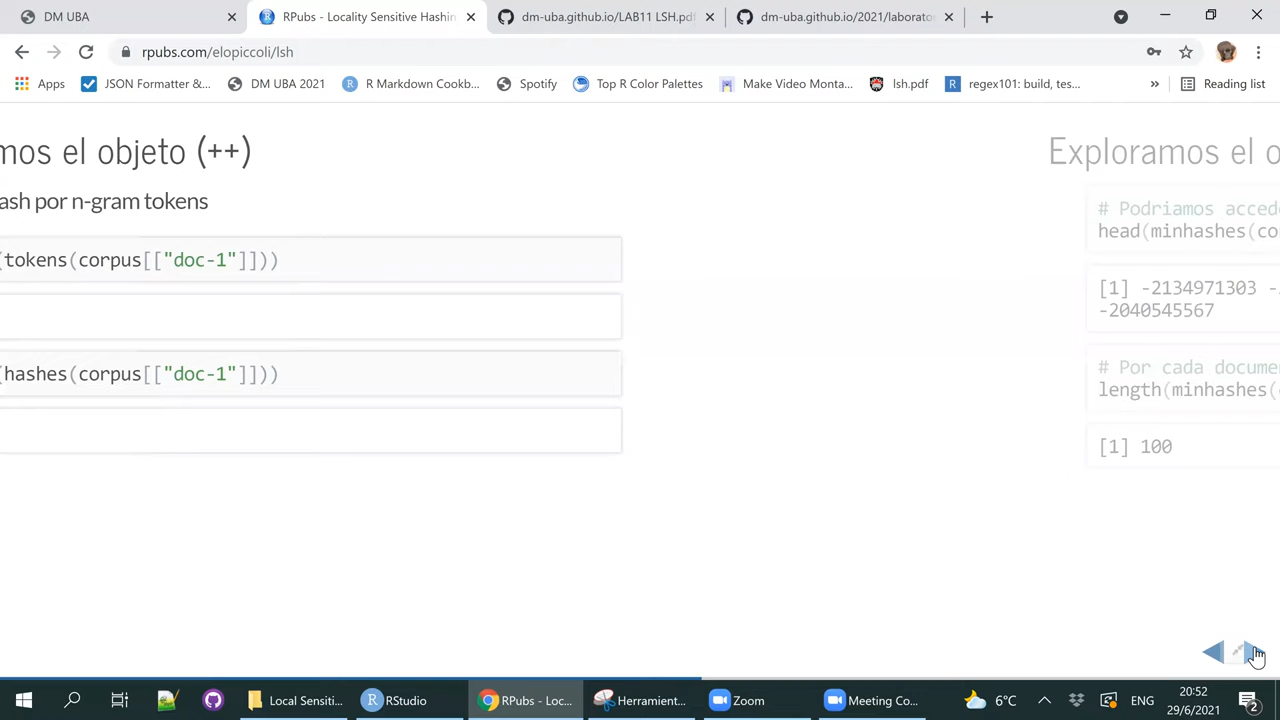 DM UBA
RPubs - Locality Sensitive Hashin
dm-uba.github.io/LAB11 LSH.pdf
dm-uba.github.io/2021/laborato
rpubs.com/elopiccoli/lsh
Apps
JSON Formatter &...
DM UBA 2021
R Markdown Cookb...
Spotify
Top R Color Palettes
Make Video Monta...
lsh.pdf
regex101: build, tes...
»
Reading list
mos el objeto (++)
ash por n-gram tokens
(tokens(corpus[["doc-1"]]))
(hashes(corpus[["doc-1"]]))
Exploramos el o
# Podriamos acced
head(minhashes(co
[1] -2134971303 -
-2040545567
# Por cada docume
length(minhashes(
[1] 100
Local Sensiti...
RStudio
RPubs - Loc...
Herramient...
Zoom
Meeting Co...
6°C
ENG
20:52
29/6/2021
2